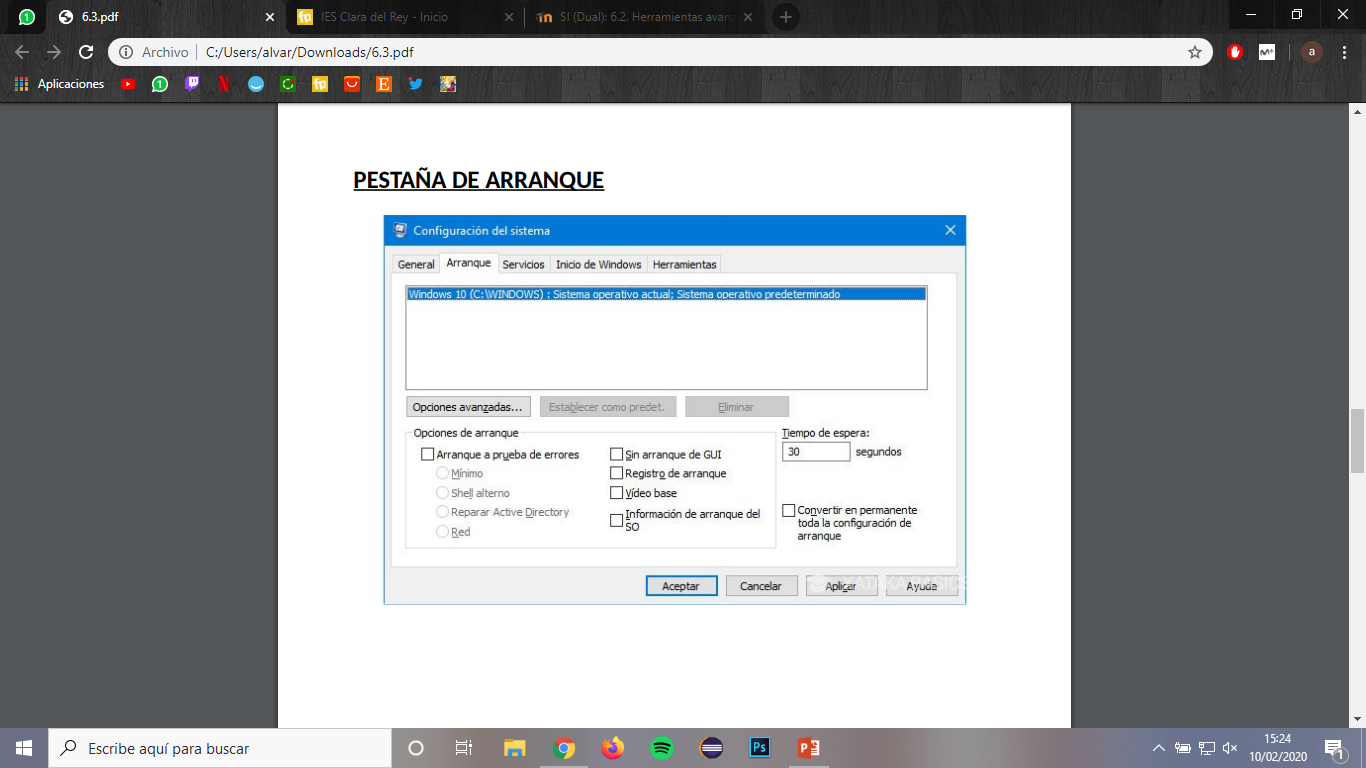 6.3.pdf
IES Clara del Rey - Inicio
SI (Dual): 6.2. Herramientas avan
Archivo
C:/Users/alvar/Downloads/6.3.pdf
a
Aplicaciones
PESTAÑA DE ARRANQUE
Configuración del sistema
General
Arranque
Servicios
Inicio de Windows
Herramientas
Windows 10 (C:\WINDOWS) : Sistema operativo actual; Sistema operativo predeterminado
Opciones avanzadas...
Establecer como predet.
Eliminar
Opciones de arranque
Tiempo de espera:
30 segundos
Arranque a prueba de errores
Mínimo
Shell alterno
Reparar Active Directory
Red
Sin arranque de GUI
Registro de arranque
Vídeo base
Información de arranque del
SO
Convertir en permanente
toda la configuración de
arranque
Aceptar
Cancelar
Aplicar
Ayuda
XATAKA BASICS
Escribe aquí para buscar
Ps
15:24
10/02/2020
1